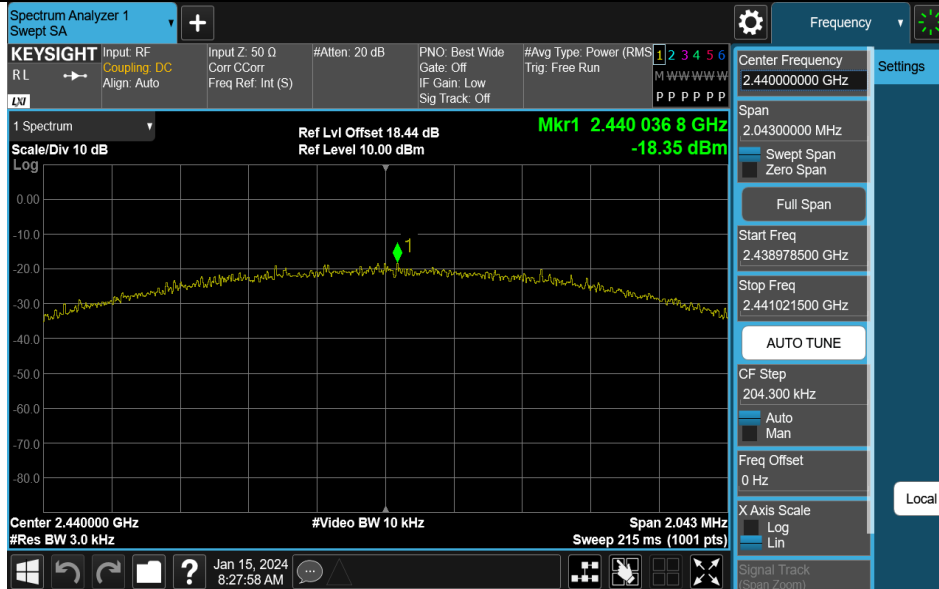 Spectrum Analyzer 1
Swept SA
+
Frequency
KEYSIGHT
RL
LXI
Input: RF
Coupling: DC
Align: Auto
Input Z: 50 Ω
Corr CCorr
Freq Ref: Int (S)
#Atten: 20 dB
PNO: Best Wide
Gate: Off
IF Gain: Low
Sig Track: Off
#Avg Type: Power (RMS
Trig: Free Run
1 2 3 4 5 6
M W W W W W
P P P P P P
1 Spectrum
Scale/Div 10 dB
Ref Lvl Offset 18.44 dB
Ref Level 10.00 dBm
Mkr1 2.440 036 8 GHz
-18.35 dBm
Log
0.00
-10.0
-20.0
-30.0
-40.0
-50.0
-60.0
-70.0
-80.0
1
Center 2.440000 GHz
#Res BW 3.0 kHz
#Video BW 10 kHz
Span 2.043 MHz
Sweep 215 ms (1001 pts)
?
Jan 15, 2024
8:27:58 AM
Center Frequency
2.440000000 GHz
Span
2.04300000 MHz
Swept Span
Zero Span
Full Span
Start Freq
2.438978500 GHz
Stop Freq
2.441021500 GHz
AUTO TUNE
CF Step
204.300 kHz
Auto
Man
Freq Offset
0 Hz
X Axis Scale
Log
Lin
Signal Track
(Span Zoom)
Settings
Local